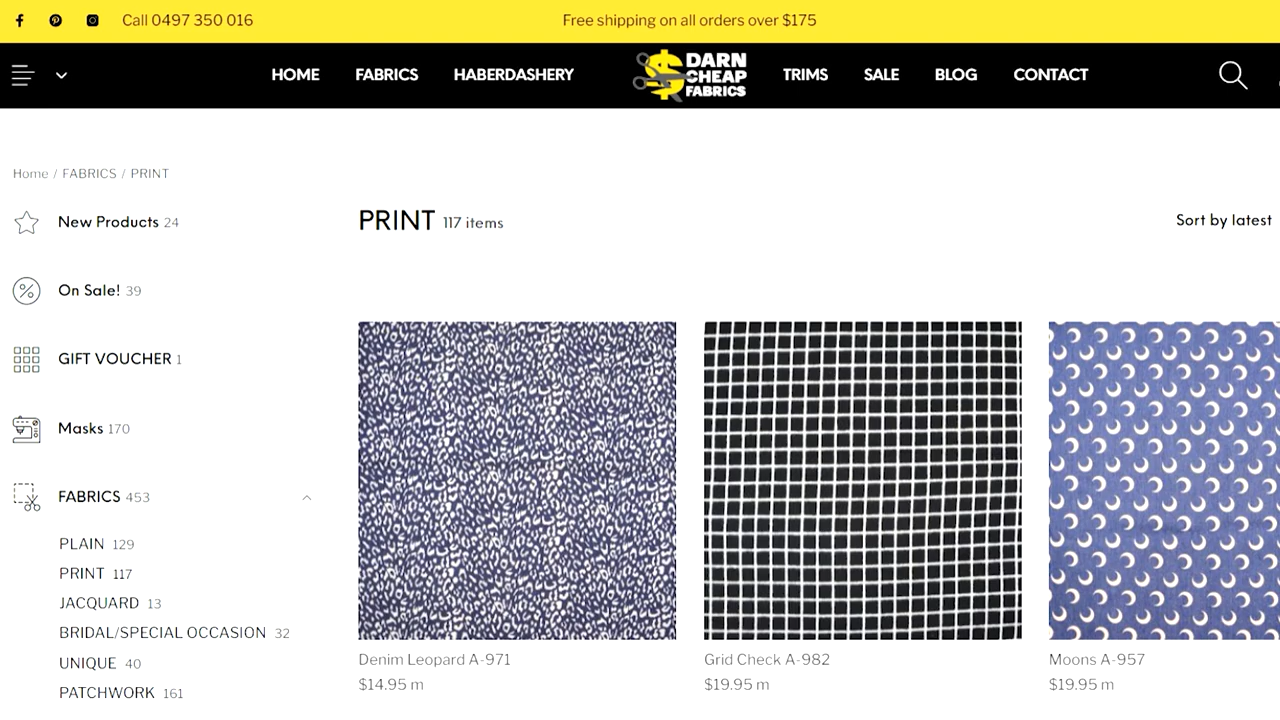 Call 0497 350 016
Free shipping on all orders over $175
HOME FABRICS HABERDASHERY
DARN
CHEAP
FABRICS
TRIMS SALE BLOG CONTACT
Home / FABRICS / PRINT
New Products 24
On Sale! 39
GIFT VOUCHER 1
Masks 170
FABRICS 453
PLAIN 129
PRINT 117
JACQUARD 13
BRIDAL/SPECIAL OCCASION 32
UNIQUE 40
PATCHWORK 161
PRINT 117 items
Sort by latest
Denim Leopard A-971
$14.95 m
Grid Check A-982
$19.95 m
Moons A-957
$19.95 m